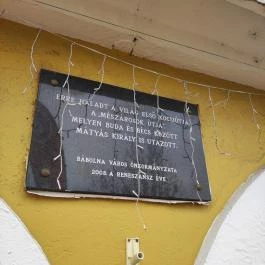 ERRE HALADT A VILÁG ELSŐ KOCSIÚTJA,
A „MÉSZÁROSOK ÚTJA”
MELYEN BUDA ÉS BÉCS KÖZÖTT
MÁTYÁS KIRÁLY IS UTAZOTT.
BÁBOLNA VÁROS ÖNKORMÁNYZATA
2008 A RENESZÁNSZ ÉVE